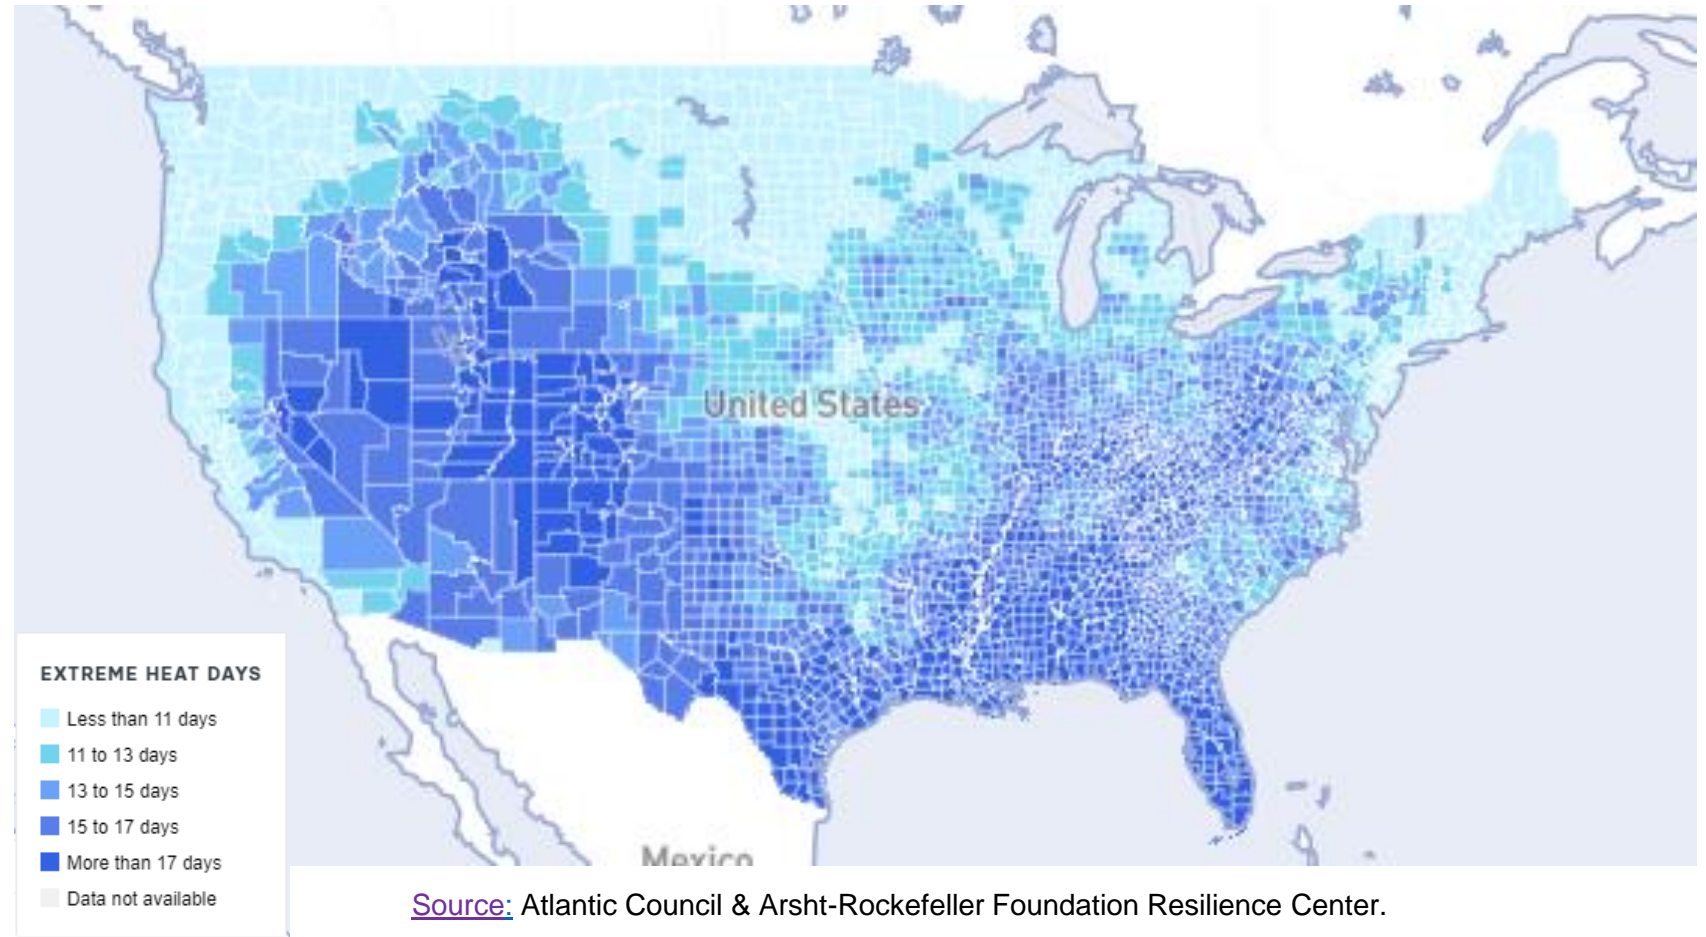 United States
EXTREME HEAT DAYS
Less than 11 days
11 to 13 days
13 to 15 days
15 to 17 days
More than 17 days
Data not available
Mexico
Source: Atlantic Council & Arsht-Rockefeller Foundation Resilience Center.